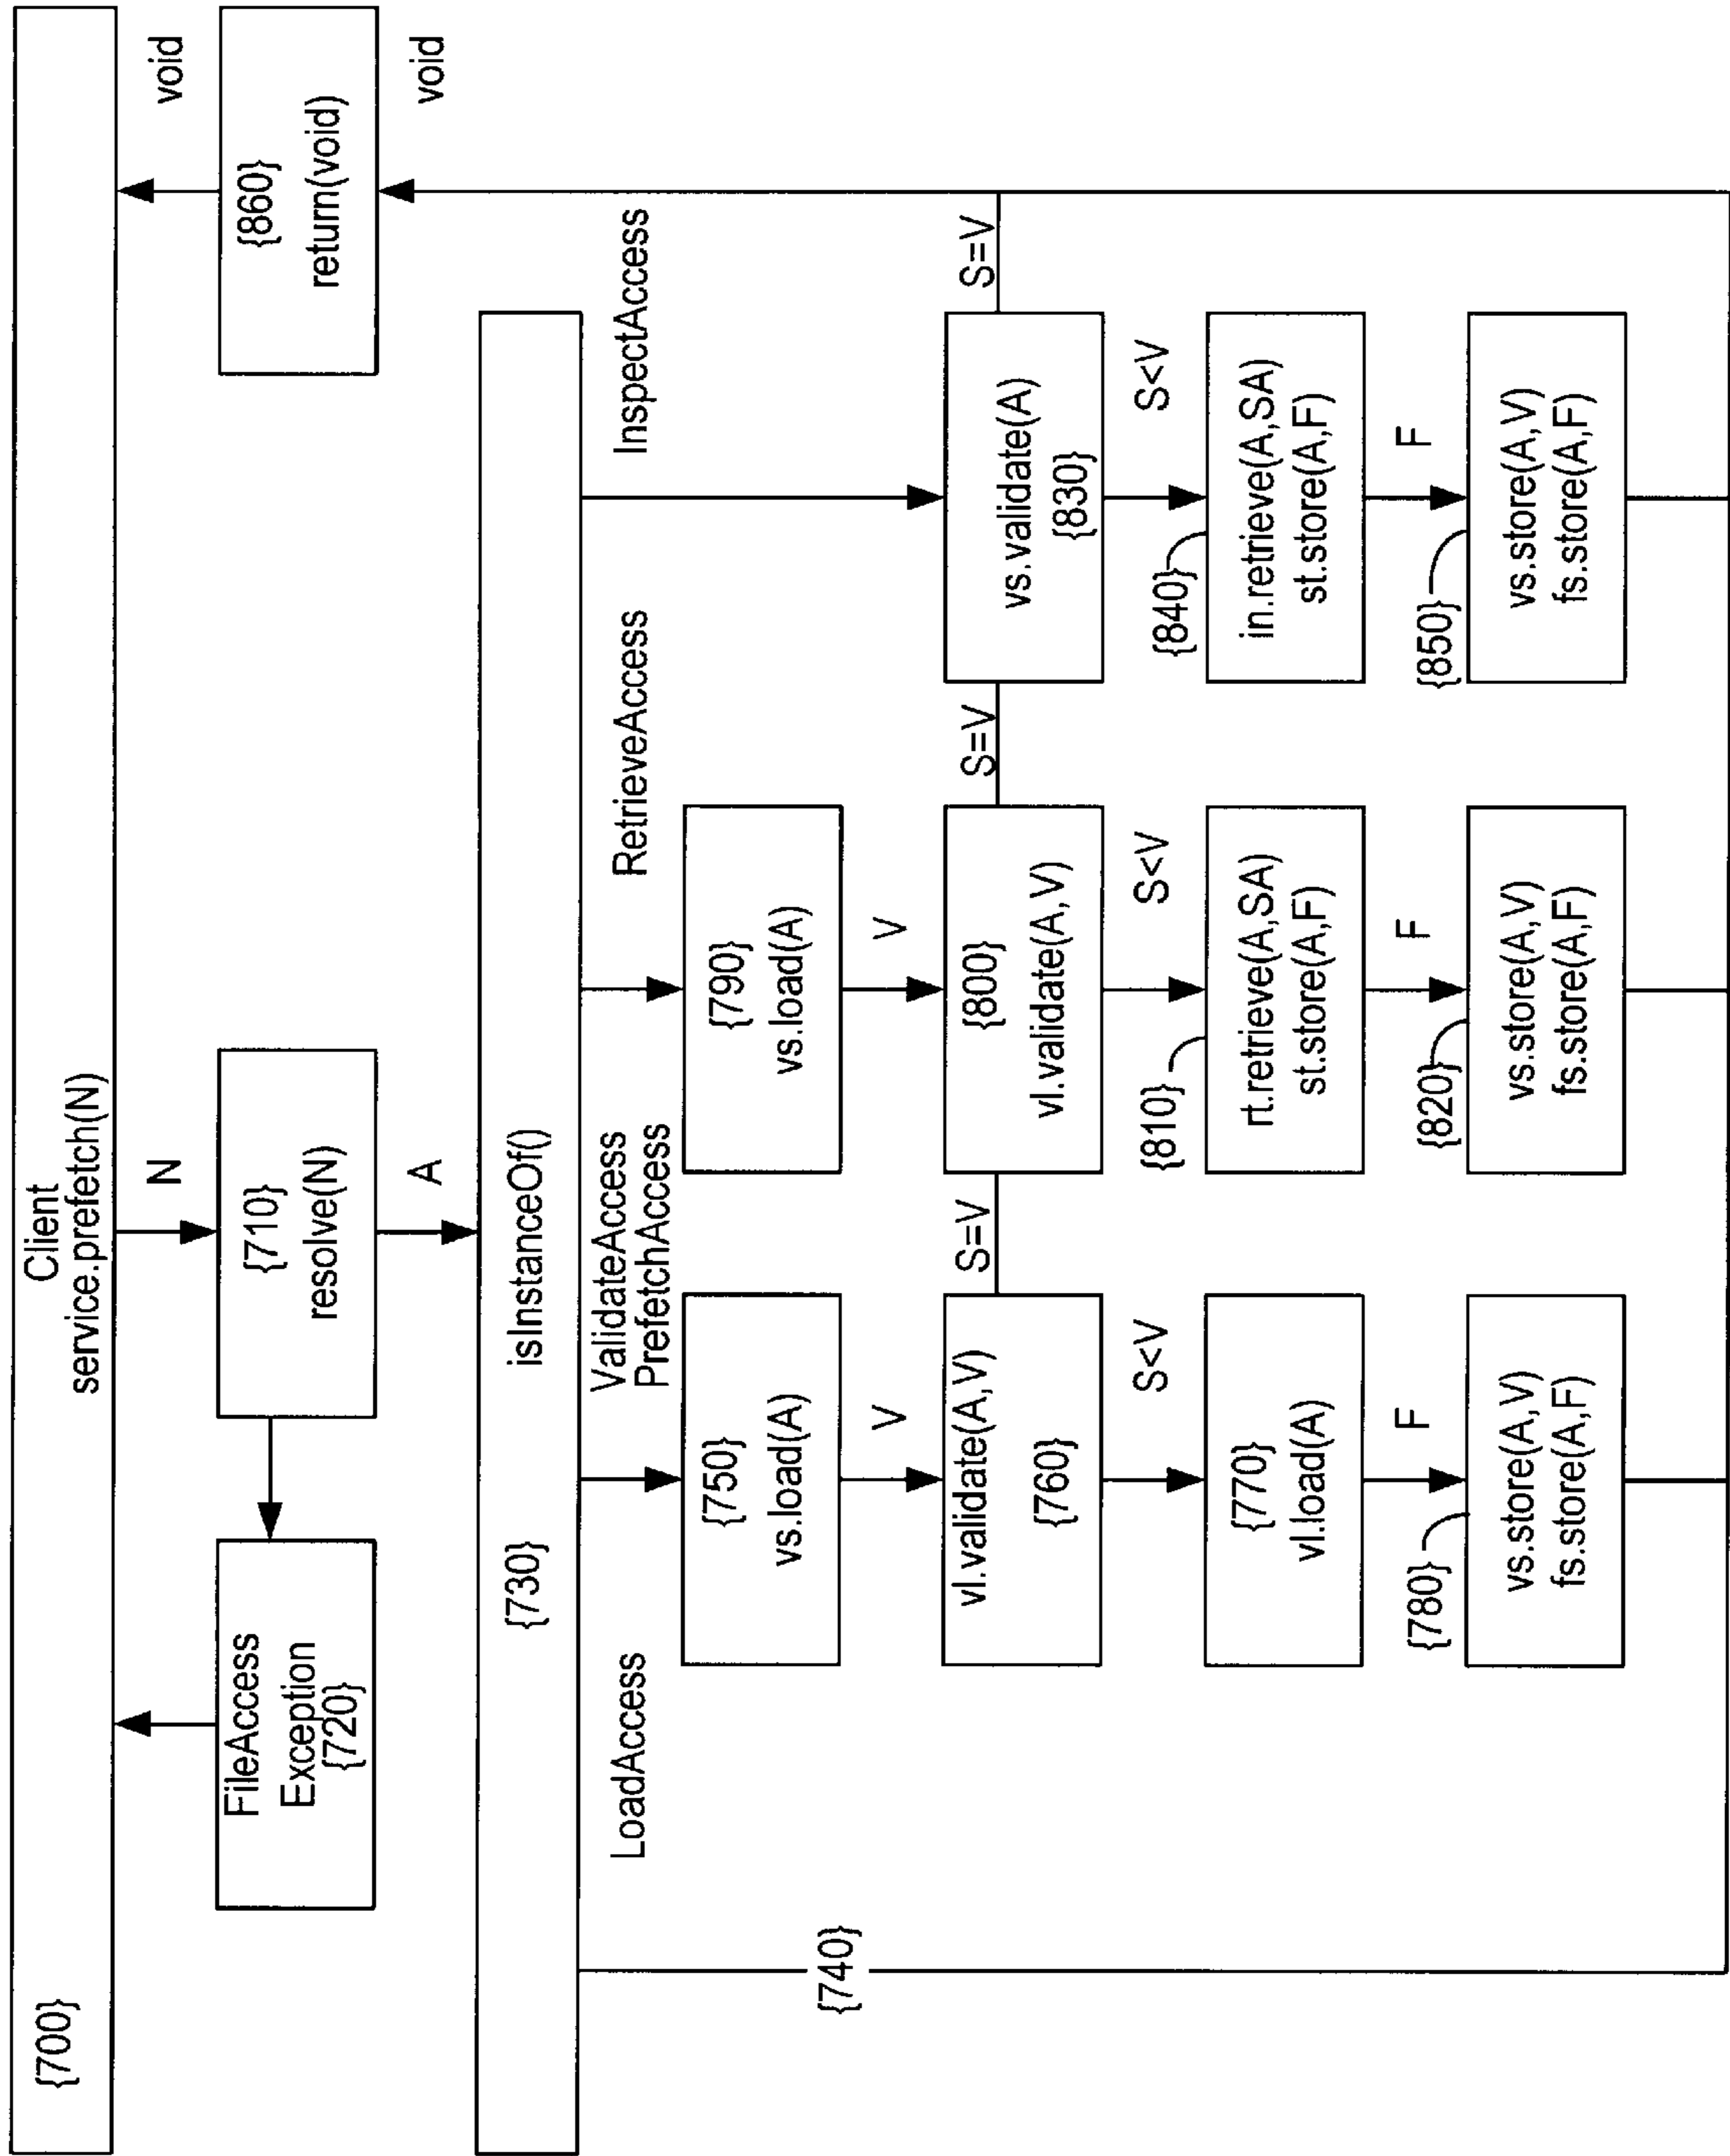 Client
{700}
service.prefetch(N)
N
void
FileAccess
Exception
{720}
{710}
resolve(N)
{860}
return(void)
A
void
{730}
isInstanceOf()
LoadAccess
ValidateAccess
PrefetchAccess
RetrieveAccess
InspectAccess
{740}
{750}
vs.load(A)
{790}
vs.load(A)
V
V
vl.validate(A,V)
{760}
S=V
{800}
vl.validate(A,V)
S=V
vs.validate(A)
{830}
S=V
S<V
S<V
S<V
{770}
vl.load(A)
{810}
rt.retrieve(A,SA)
st.store(A,F)
{840}
in.retrieve(A,SA)
st.store(A,F)
F
F
F
{780}
vs.store(A,V)
fs.store(A,F)
{820}
vs.store(A,V)
fs.store(A,F)
{850}
vs.store(A,V)
fs.store(A,F)